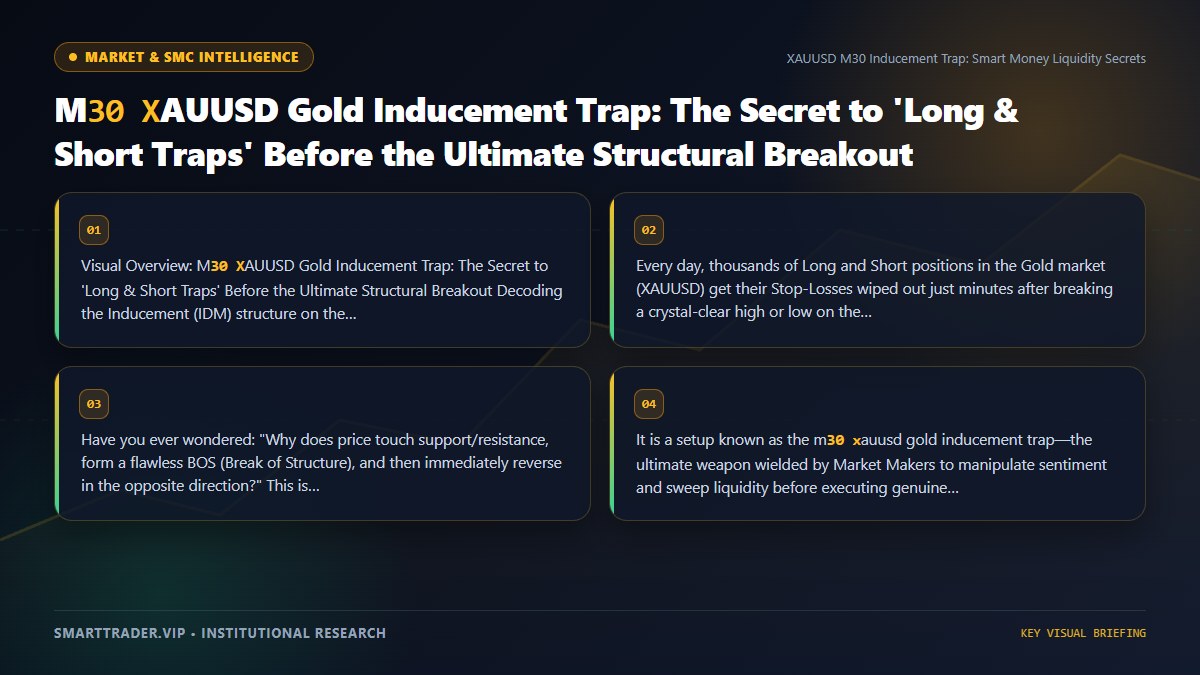 MARKET & SMC INTELLIGENCE
XAUUSD M30 Inducement Trap: Smart Money Liquidity Secrets
M30 XAUUSD Gold Inducement Trap: The Secret to 'Long &
Short Traps' Before the Ultimate Structural Breakout
01
Visual Overview: M30 XAUUSD Gold Inducement Trap: The Secret to
'Long & Short Traps' Before the Ultimate Structural Breakout Decoding
the Inducement (IDM) structure on the...
02
Every day, thousands of Long and Short positions in the Gold market
(XAUUSD) get their Stop-Losses wiped out just minutes after breaking
a crystal-clear high or low on the...
03
Have you ever wondered: "Why does price touch support/resistance,
form a flawless BOS (Break of Structure), and then immediately reverse
in the opposite direction?" This is...
04
It is a setup known as the m30 xauusd gold inducement trap—the
ultimate weapon wielded by Market Makers to manipulate sentiment
and sweep liquidity before executing genuine...
SMARTTRADER.VIP • INSTITUTIONAL RESEARCH
KEY VISUAL BRIEFING